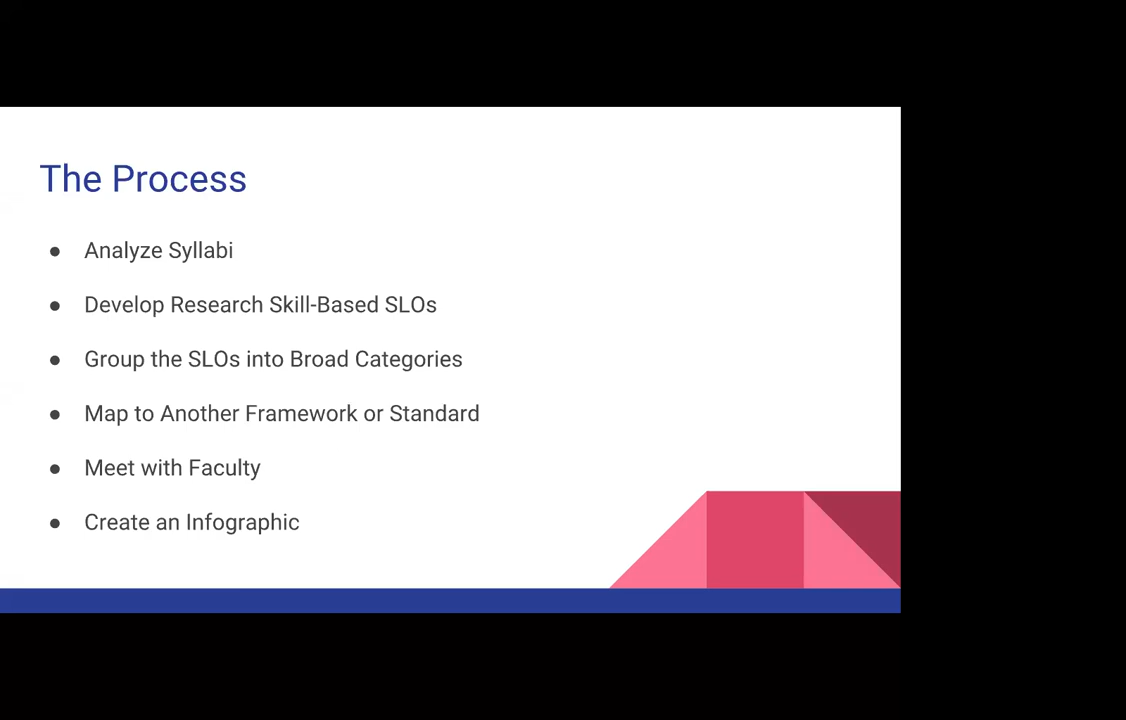 The Process
● Analyze Syllabi
● Develop Research Skill-Based SLOs
● Group the SLOs into Broad Categories
● Map to Another Framework or Standard
● Meet with Faculty
● Create an Infographic